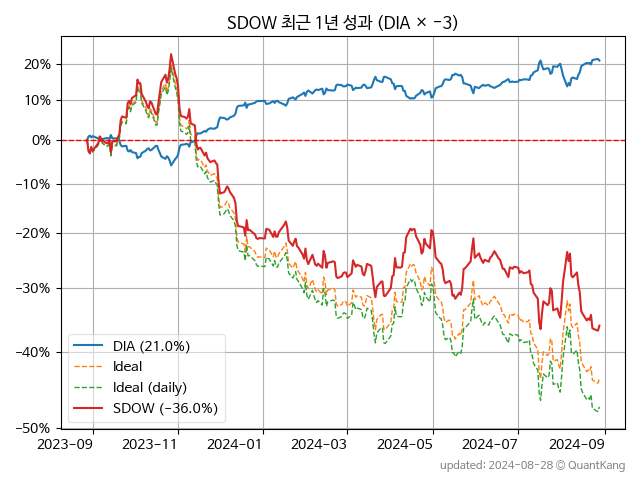 SDOW 최근 1년 성과 (DIA × −3)
20%
10%
0%
−10%
−20%
−30%
−40%
−50%
DIA (21.0%)
Ideal
Ideal (daily)
SDOW (−36.0%)
2023-09 2023-11 2024-01 2024-03 2024-05 2024-07 2024-09
updated: 2024-08-28 © QuantKang